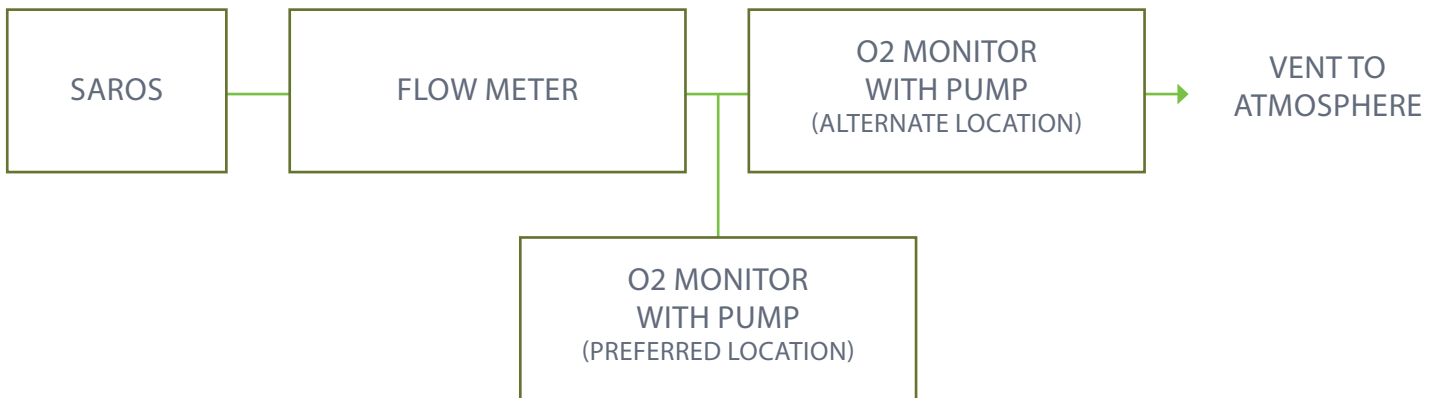 SAROS
FLOW METER
O2 MONITOR
WITH PUMP
(ALTERNATE LOCATION)
VENT TO
ATMOSPHERE
O2 MONITOR
WITH PUMP
(PREFERRED LOCATION)